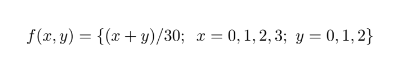 f(x, y) = {(x + y)/30; x = 0, 1, 2, 3; y = 0, 1, 2}